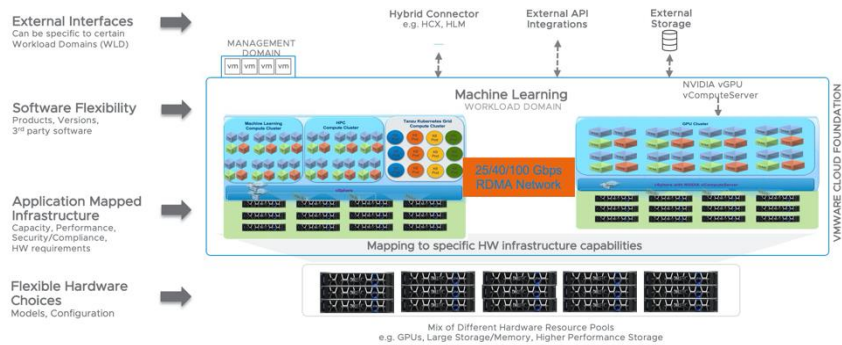 External Interfaces
Can be specific to certain
Workload Domains (WLD)
Hybrid Connector
e.g. HCX, HLM
External API
Integrations
External
Storage
MANAGEMENT
DOMAIN
vm vm vm vm
Software Flexibility
Products, Versions,
3rd party software
Machine Learning
WORKLOAD DOMAIN
NVIDIA vGPU
vComputeServer
Machine Learning
Compute Cluster
HPC
Compute Cluster
Tanzu Kubernetes Grid
Compute Cluster
GPU Cluster
25/40/100 Gbps
RDMA Network
vSphere
vSphere with NVIDIA vComputeServer
VMWARE CLOUD FOUNDATION
Application Mapped
Infrastructure
Capacity, Performance,
Security/Compliance,
HW requirements
Mapping to specific HW infrastructure capabilities
Flexible Hardware
Choices
Models, Configuration
Mix of Different Hardware Resource Pools
e.g. GPUs, Large Storage/Memory, Higher Performance Storage